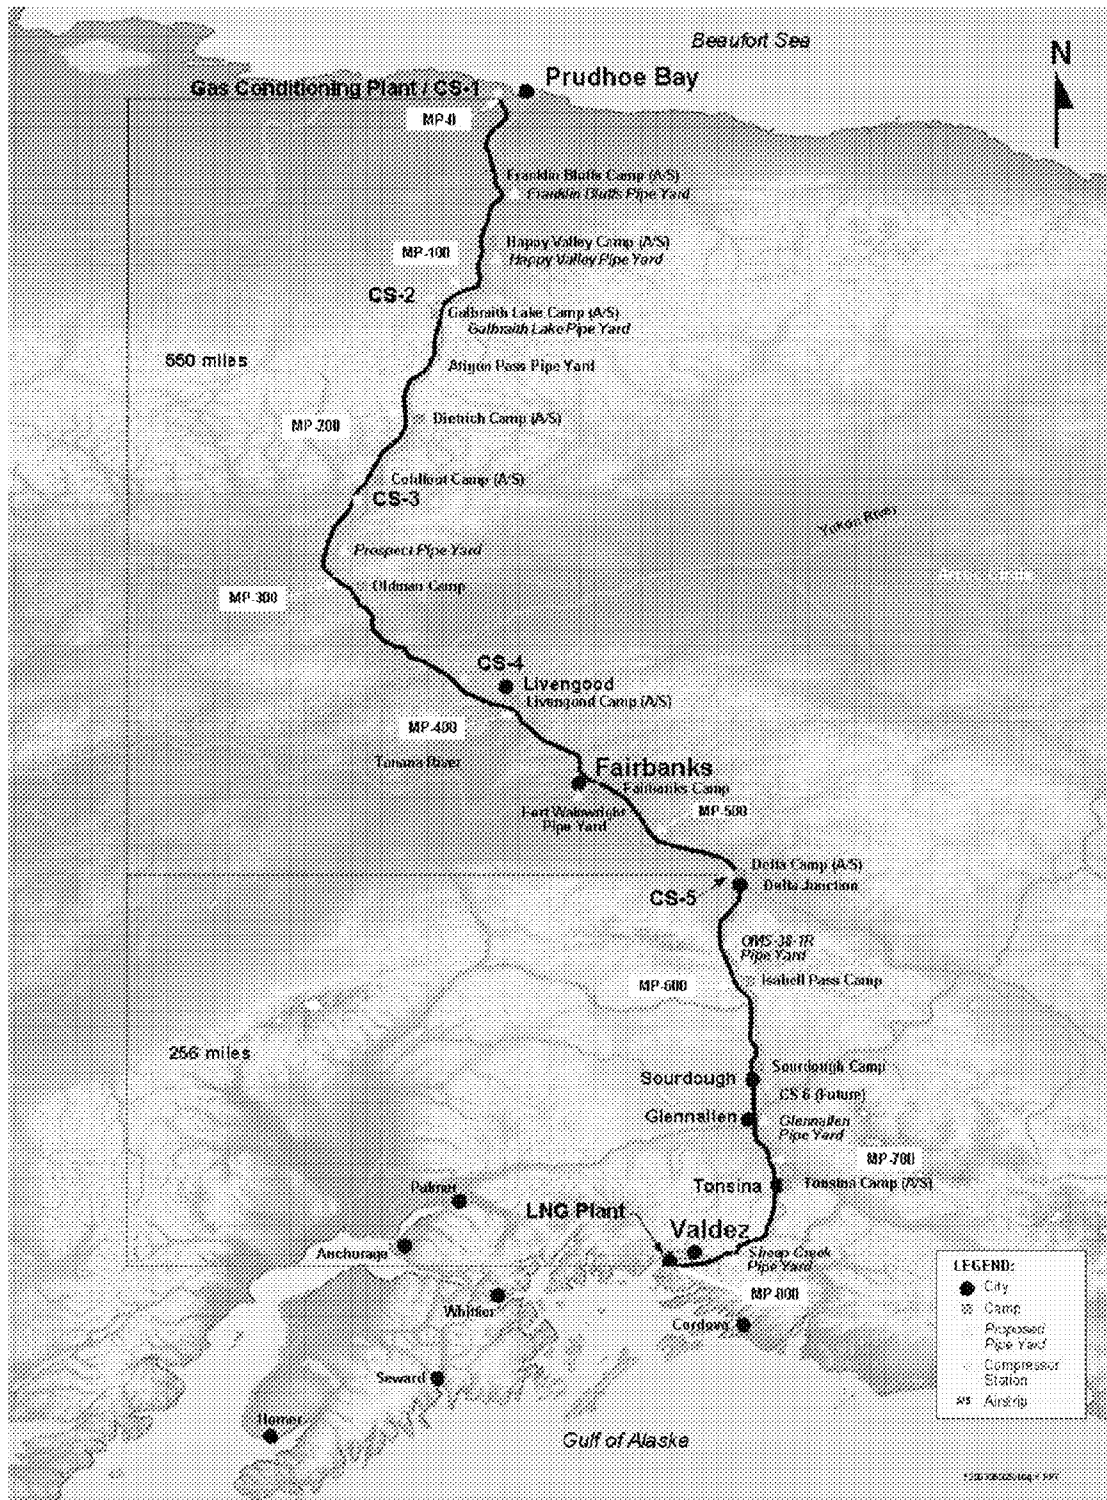 Beaufort Sea
N
Prudhoe Bay
Gas Conditioning Plant / CS-1
MP-0
Franklin Bluffs Camp (A/S)
Franklin Bluffs Pipe Yard
Happy Valley Camp (A/S)
MP-100
Happy Valley Pipe Yard
CS-2
Galbraith Lake Camp (A/S)
Galbraith Lake Pipe Yard
550 miles
Atigun Pass Pipe Yard
MP-200
Dietrich Camp (A/S)
Coldfoot Camp (A/S)
CS-3
Yukon River
Prospect Pipe Yard
Oldman Camp
MP-300
CS-4
Livengood
Livengood Camp (A/S)
MP-400
Tanana River
Fairbanks
Fairbanks Camp
Fort Wainwright
Pipe Yard
MP-500
Delta Camp (A/S)
CS-5
Delta Junction
OMS-38-1R
Pipe Yard
MP-600
Isabell Pass Camp
256 miles
Sourdough
Sourdough Camp
CS 6 (Future)
Glennallen
Glennallen
Pipe Yard
MP-700
Tonsina
Tonsina Camp (A/S)
Palmer
LNG Plant
Valdez
Anchorage
Sheep Creek
Pipe Yard
MP-800
Whittier
Cordova
Seward
Homer
Gulf of Alaska
LEGEND:
City
Camp
Proposed
Pipe Yard
Compressor
Station
A/S Airstrip